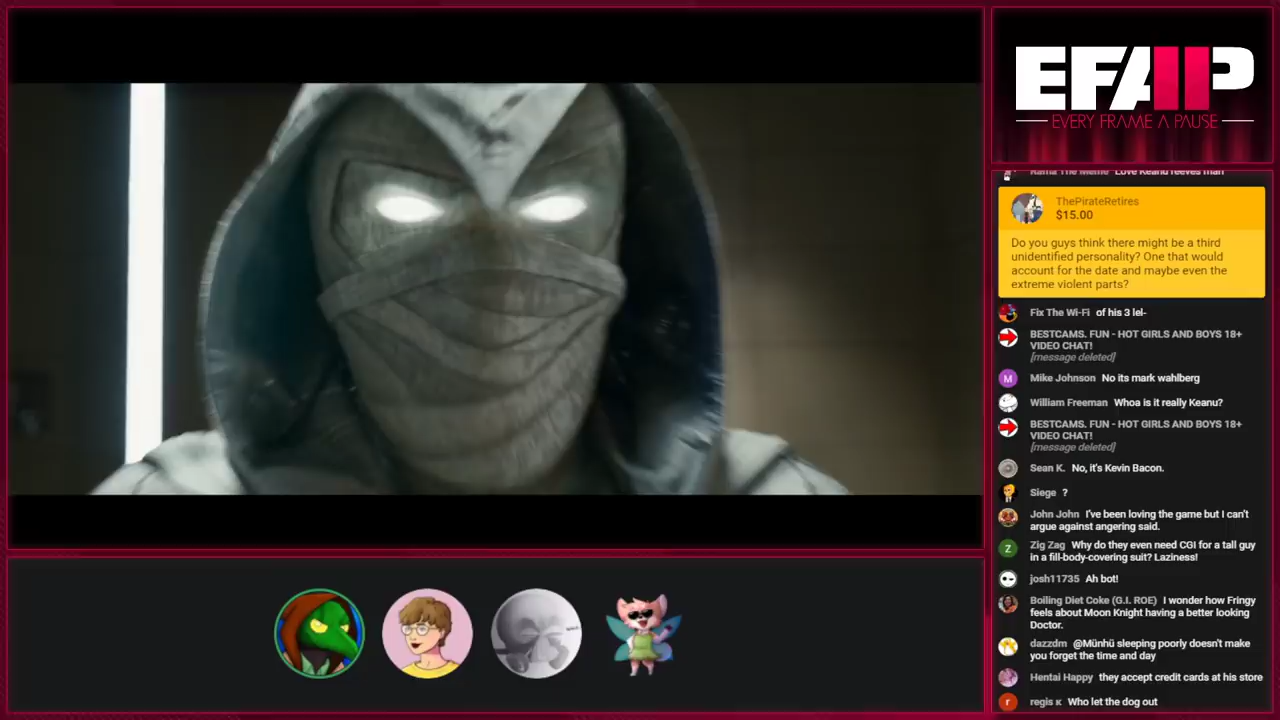 EFAP
EVERY FRAME A PAUSE
Rama The Meme Love Keanu reeves man
ThePirateRetires
$15.00
Do you guys think there might be a third
unidentified personality? One that would
account for the date and maybe even the
extreme violent parts?
Fix The Wi-Fi of his 3 lel-
BESTCAMS. FUN - HOT GIRLS AND BOYS 18+
VIDEO CHAT!
[message deleted]
M
Mike Johnson No its mark wahlberg
William Freeman Whoa is it really Keanu?
BESTCAMS. FUN - HOT GIRLS AND BOYS 18+
VIDEO CHAT!
[message deleted]
Sean K. No, it's Kevin Bacon.
Siege ?
John John I've been loving the game but I can't
argue against angering said.
Z
Zig Zag Why do they even need CGI for a tall guy
in a fill-body-covering suit? Laziness!
josh11735 Ah bot!
Boiling Diet Coke (G.I. ROE) I wonder how Fringy
feels about Moon Knight having a better looking
Doctor.
dazzdm @Münhü sleeping poorly doesn't make
you forget the time and day
Hentai Happy they accept credit cards at his store
r
regis к Who let the dog out